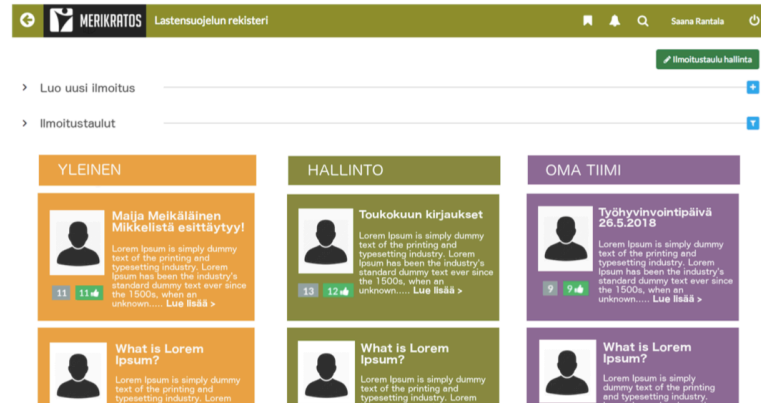 MERIKRATOS Lastensuojelun rekisteri Saana Rantala
Ilmoitustaulu hallinta
Luo uusi ilmoitus
Ilmoitustaulut
YLEINEN
Maija Meikäläinen
Mikkelistä esittäytyy!
Lorem Ipsum is simply dummy
text of the printing and
typesetting industry. Lorem
Ipsum has been the industry's
standard dummy text ever since
the 1500s, when an
unknown..... Lue lisää >
11 11
What is Lorem
Ipsum?
Lorem Ipsum is simply dummy
text of the printing and
typesetting industry. Lorem
HALLINTO
Toukokuun kirjaukset
Lorem Ipsum is simply dummy
text of the printing and
typesetting industry. Lorem
Ipsum has been the industry's
standard dummy text ever since
the 1500s, when an
unknown..... Lue lisää >
13 12
What is Lorem
Ipsum?
Lorem Ipsum is simply dummy
text of the printing and
typesetting industry. Lorem
OMA TIIMI
Työhyvinvointipäivä
26.5.2018
Lorem Ipsum is simply dummy
text of the printing and
typesetting industry. Lorem
Ipsum has been the industry's
standard dummy text ever since
the 1500s, when an
unknown..... Lue lisää >
9 9
What is Lorem
Ipsum?
Lorem Ipsum is simply
dummy text of the printing
and typesetting industry.